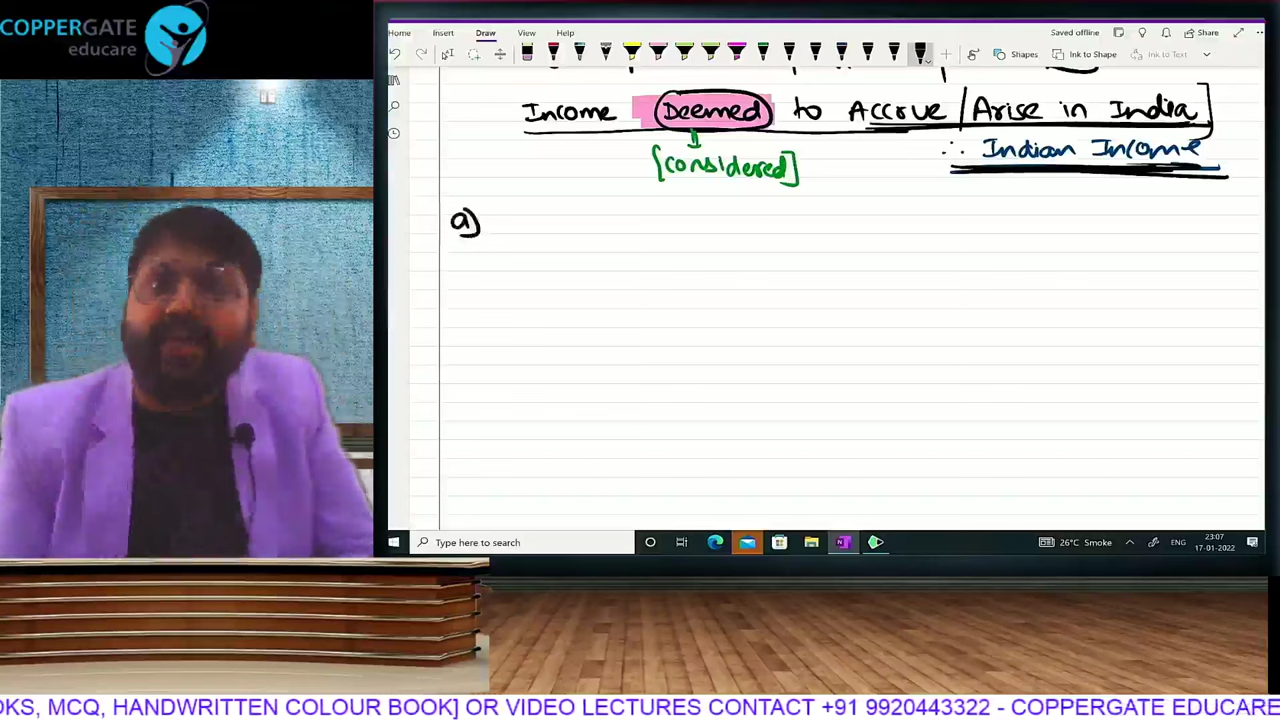 COPPERGATE
educare
Home Insert Draw View Help
Saved offline
Share
Shapes
Ink to Shape
Ink to Text
Income Deemed to Accrue / Arise in India]
[considered]
∴ Indian Income
a)
Type here to search
26°C Smoke
ENG
23:07
17-01-2022
OKS, MCQ, HANDWRITTEN COLOUR BOOK] OR VIDEO LECTURES CONTACT +91 9920443322 - COPPERGATE EDUCARE